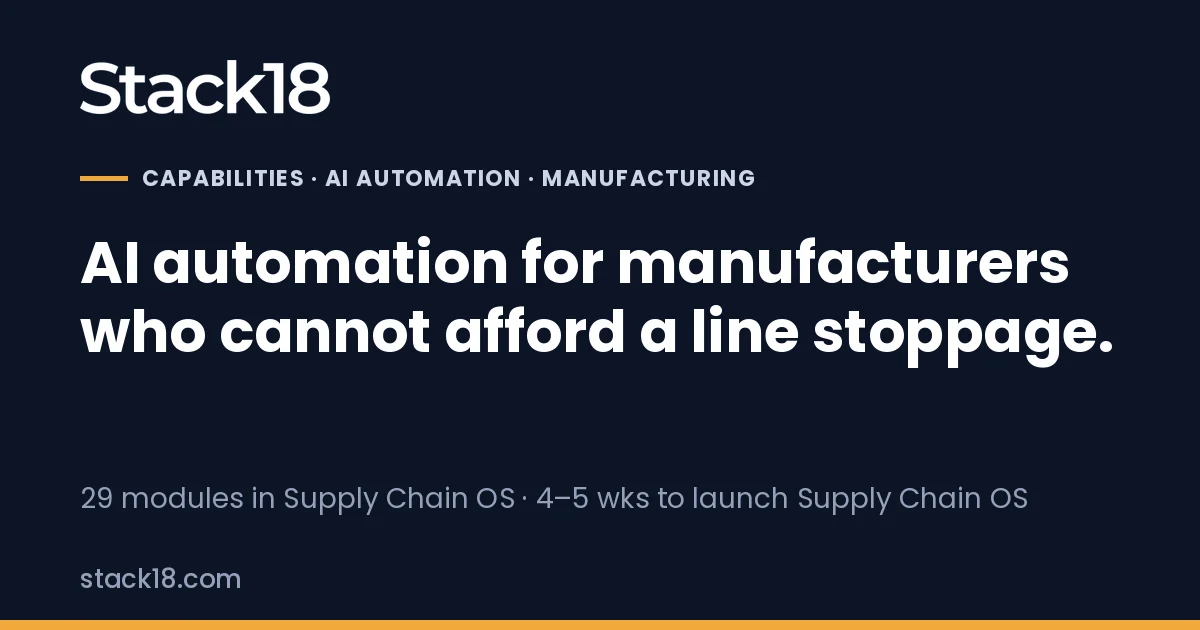 Stack18
CAPABILITIES · AI AUTOMATION · MANUFACTURING
AI automation for manufacturers
who cannot afford a line stoppage.
29 modules in Supply Chain OS · 4–5 wks to launch Supply Chain OS
stack18.com